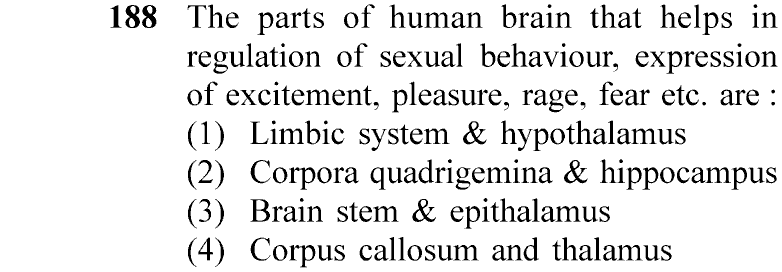 188 The parts of human brain that helps in
regulation of sexual behaviour, expression
of excitement, pleasure, rage, fear etc. are :
(1) Limbic system & hypothalamus
(2) Corpora quadrigemina & hippocampus
(3) Brain stem & epithalamus
(4) Corpus callosum and thalamus